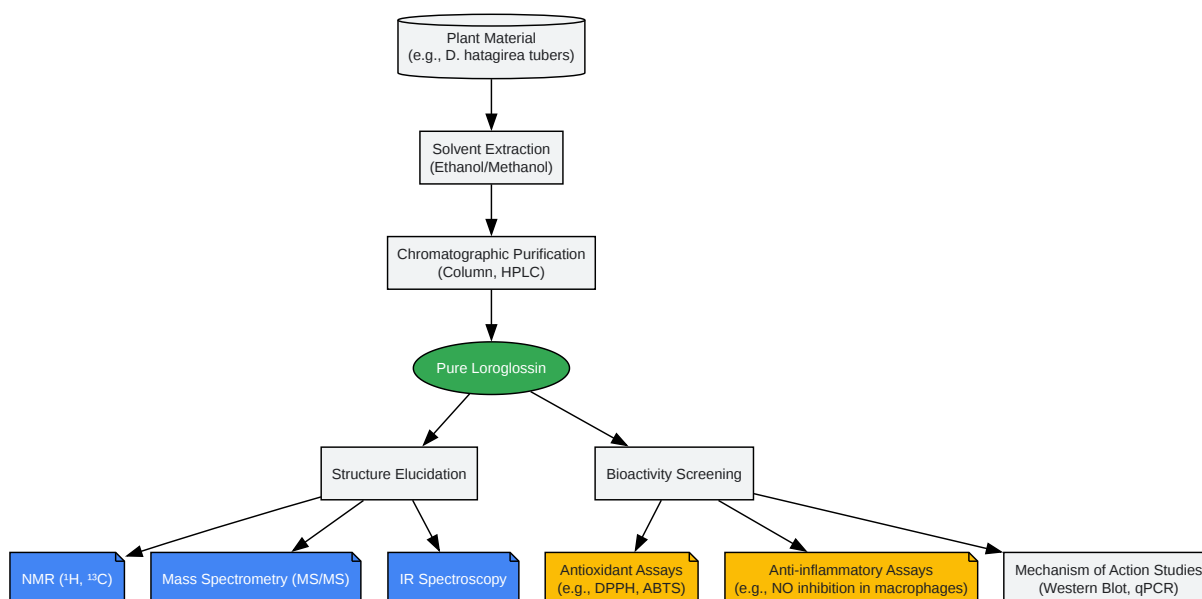 Plant Material
(e.g., D. hatagirea tubers)
Solvent Extraction
(Ethanol/Methanol)
Chromatographic Purification
(Column, HPLC)
Pure Loroglossin
Structure Elucidation
Bioactivity Screening
NMR (¹H, ¹³C)
Mass Spectrometry (MS/MS)
IR Spectroscopy
Antioxidant Assays
(e.g., DPPH, ABTS)
Anti-inflammatory Assays
(e.g., NO inhibition in macrophages)
Mechanism of Action Studies
(Western Blot, qPCR)